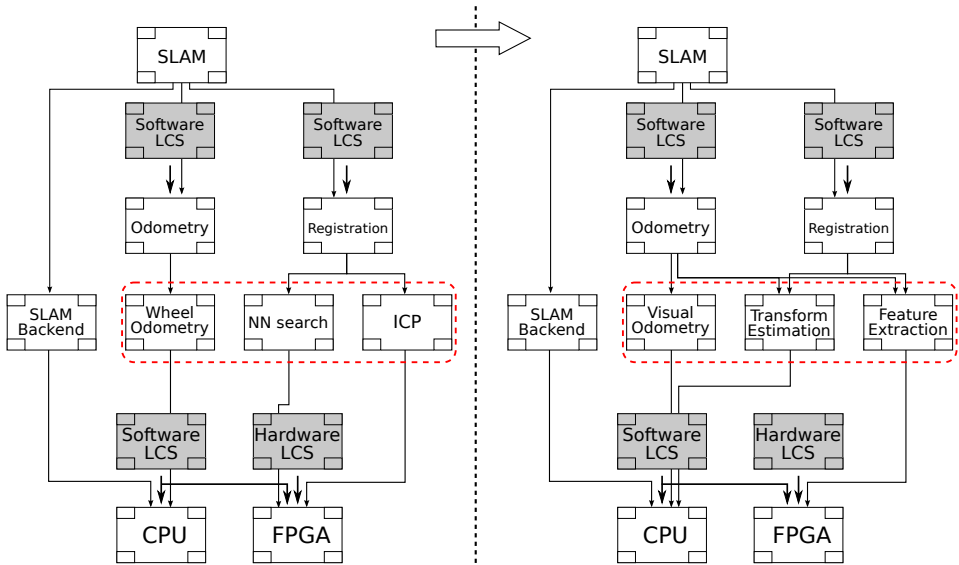 SLAM
Software
LCS
Software
LCS
Odometry
Registration
SLAM
Backend
Wheel
Odometry
NN search
ICP
Software
LCS
Hardware
LCS
CPU
FPGA
SLAM
Software
LCS
Software
LCS
Odometry
Registration
SLAM
Backend
Visual
Odometry
Transform
Estimation
Feature
Extraction
Software
LCS
Hardware
LCS
CPU
FPGA